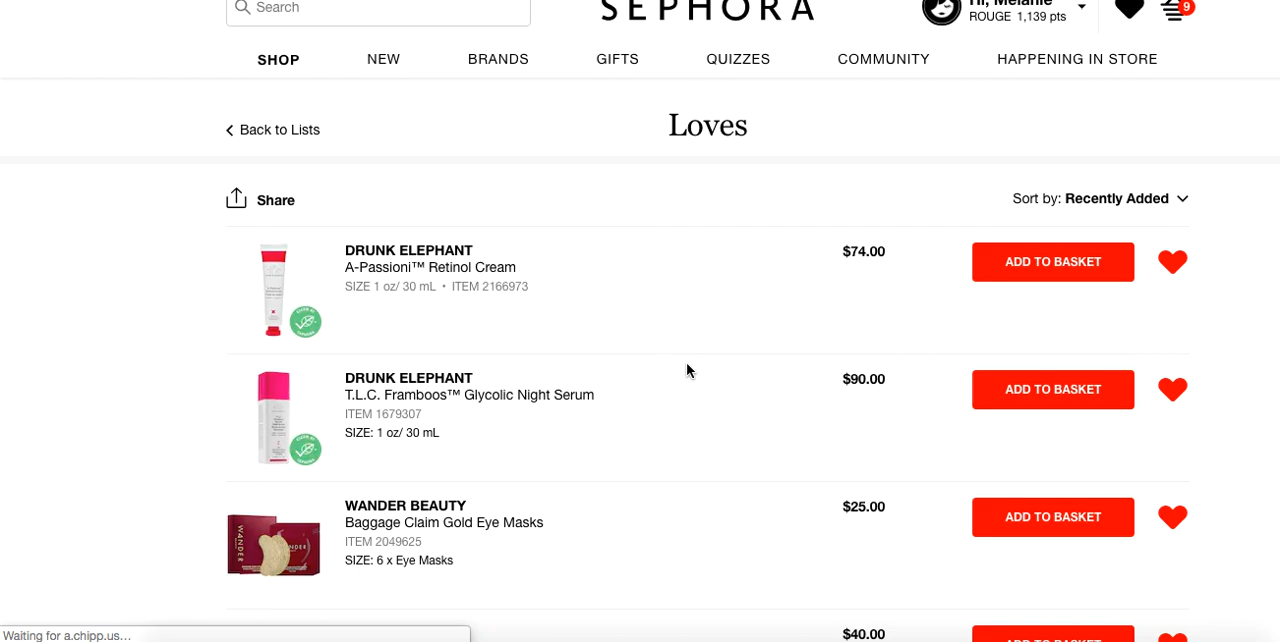 Search
SEPHORA
Hi, Melanie
ROUGE 1,139 pts
9
SHOP
NEW
BRANDS
GIFTS
QUIZZES
COMMUNITY
HAPPENING IN STORE
Back to Lists
Loves
Share
Sort by: Recently Added
DRUNK ELEPHANT
A-Passioni™ Retinol Cream
SIZE 1 oz/ 30 mL • ITEM 2166973
$74.00
ADD TO BASKET
DRUNK ELEPHANT
T.L.C. Framboos™ Glycolic Night Serum
ITEM 1679307
SIZE: 1 oz/ 30 mL
$90.00
ADD TO BASKET
WANDER
WANDER BEAUTY
Baggage Claim Gold Eye Masks
ITEM 2049625
SIZE: 6 x Eye Masks
$25.00
ADD TO BASKET
$40.00
ADD TO BASKET
Waiting for a.chipp.us...